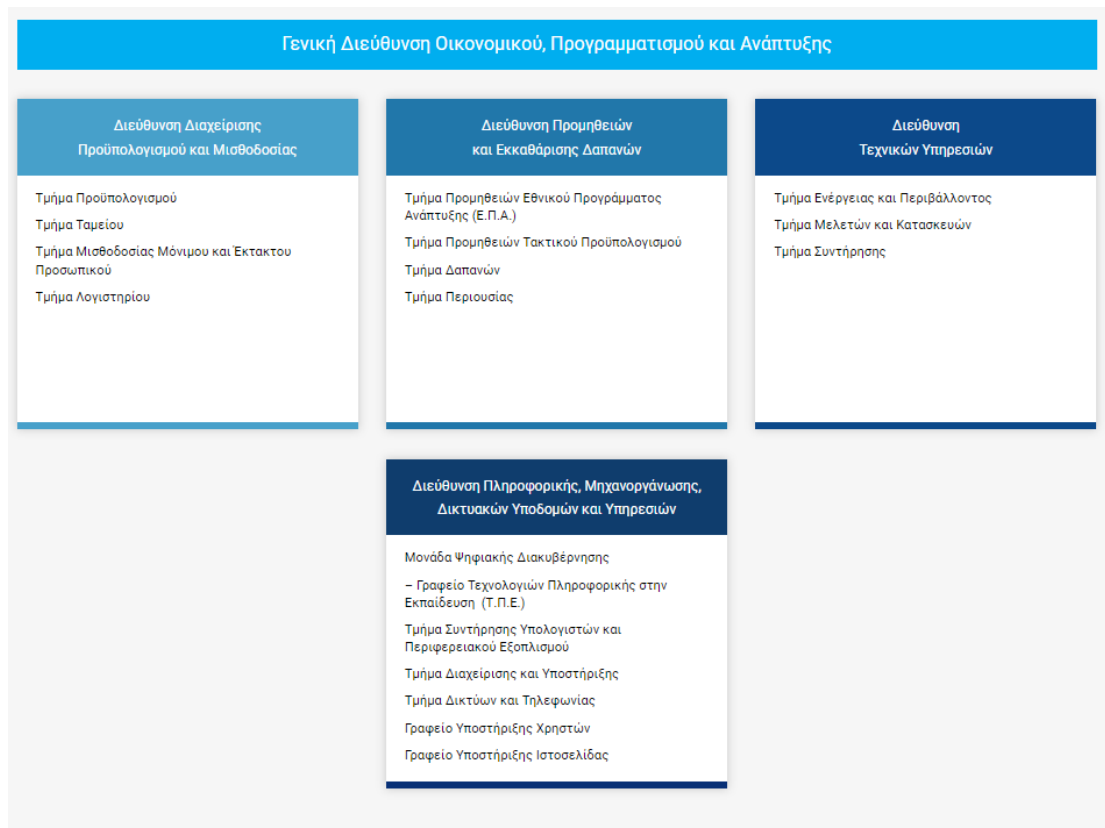 Γενική Διεύθυνση Οικονομικού, Προγραμματισμού και Ανάπτυξης
Διεύθυνση Διαχείρισης
Προϋπολογισμού και Μισθοδοσίας
Τμήμα Προϋπολογισμού
Τμήμα Ταμείου
Τμήμα Μισθοδοσίας Μόνιμου και Έκτακτου
Προσωπικού
Τμήμα Λογιστηρίου
Διεύθυνση Προμηθειών
και Εκκαθάρισης Δαπανών
Τμήμα Προμηθειών Εθνικού Προγράμματος
Ανάπτυξης (Ε.Π.Α.)
Τμήμα Προμηθειών Τακτικού Προϋπολογισμού
Τμήμα Δαπανών
Τμήμα Περιουσίας
Διεύθυνση
Τεχνικών Υπηρεσιών
Τμήμα Ενέργειας και Περιβάλλοντος
Τμήμα Μελετών και Κατασκευών
Τμήμα Συντήρησης
Διεύθυνση Πληροφορικής, Μηχανοργάνωσης,
Δικτυακών Υποδομών και Υπηρεσιών
Μονάδα Ψηφιακής Διακυβέρνησης
– Γραφείο Τεχνολογιών Πληροφορικής στην
Εκπαίδευση (Τ.Π.Ε.)
Τμήμα Συντήρησης Υπολογιστών και
Περιφερειακού Εξοπλισμού
Τμήμα Διαχείρισης και Υποστήριξης
Τμήμα Δικτύων και Τηλεφωνίας
Γραφείο Υποστήριξης Χρηστών
Γραφείο Υποστήριξης Ιστοσελίδας